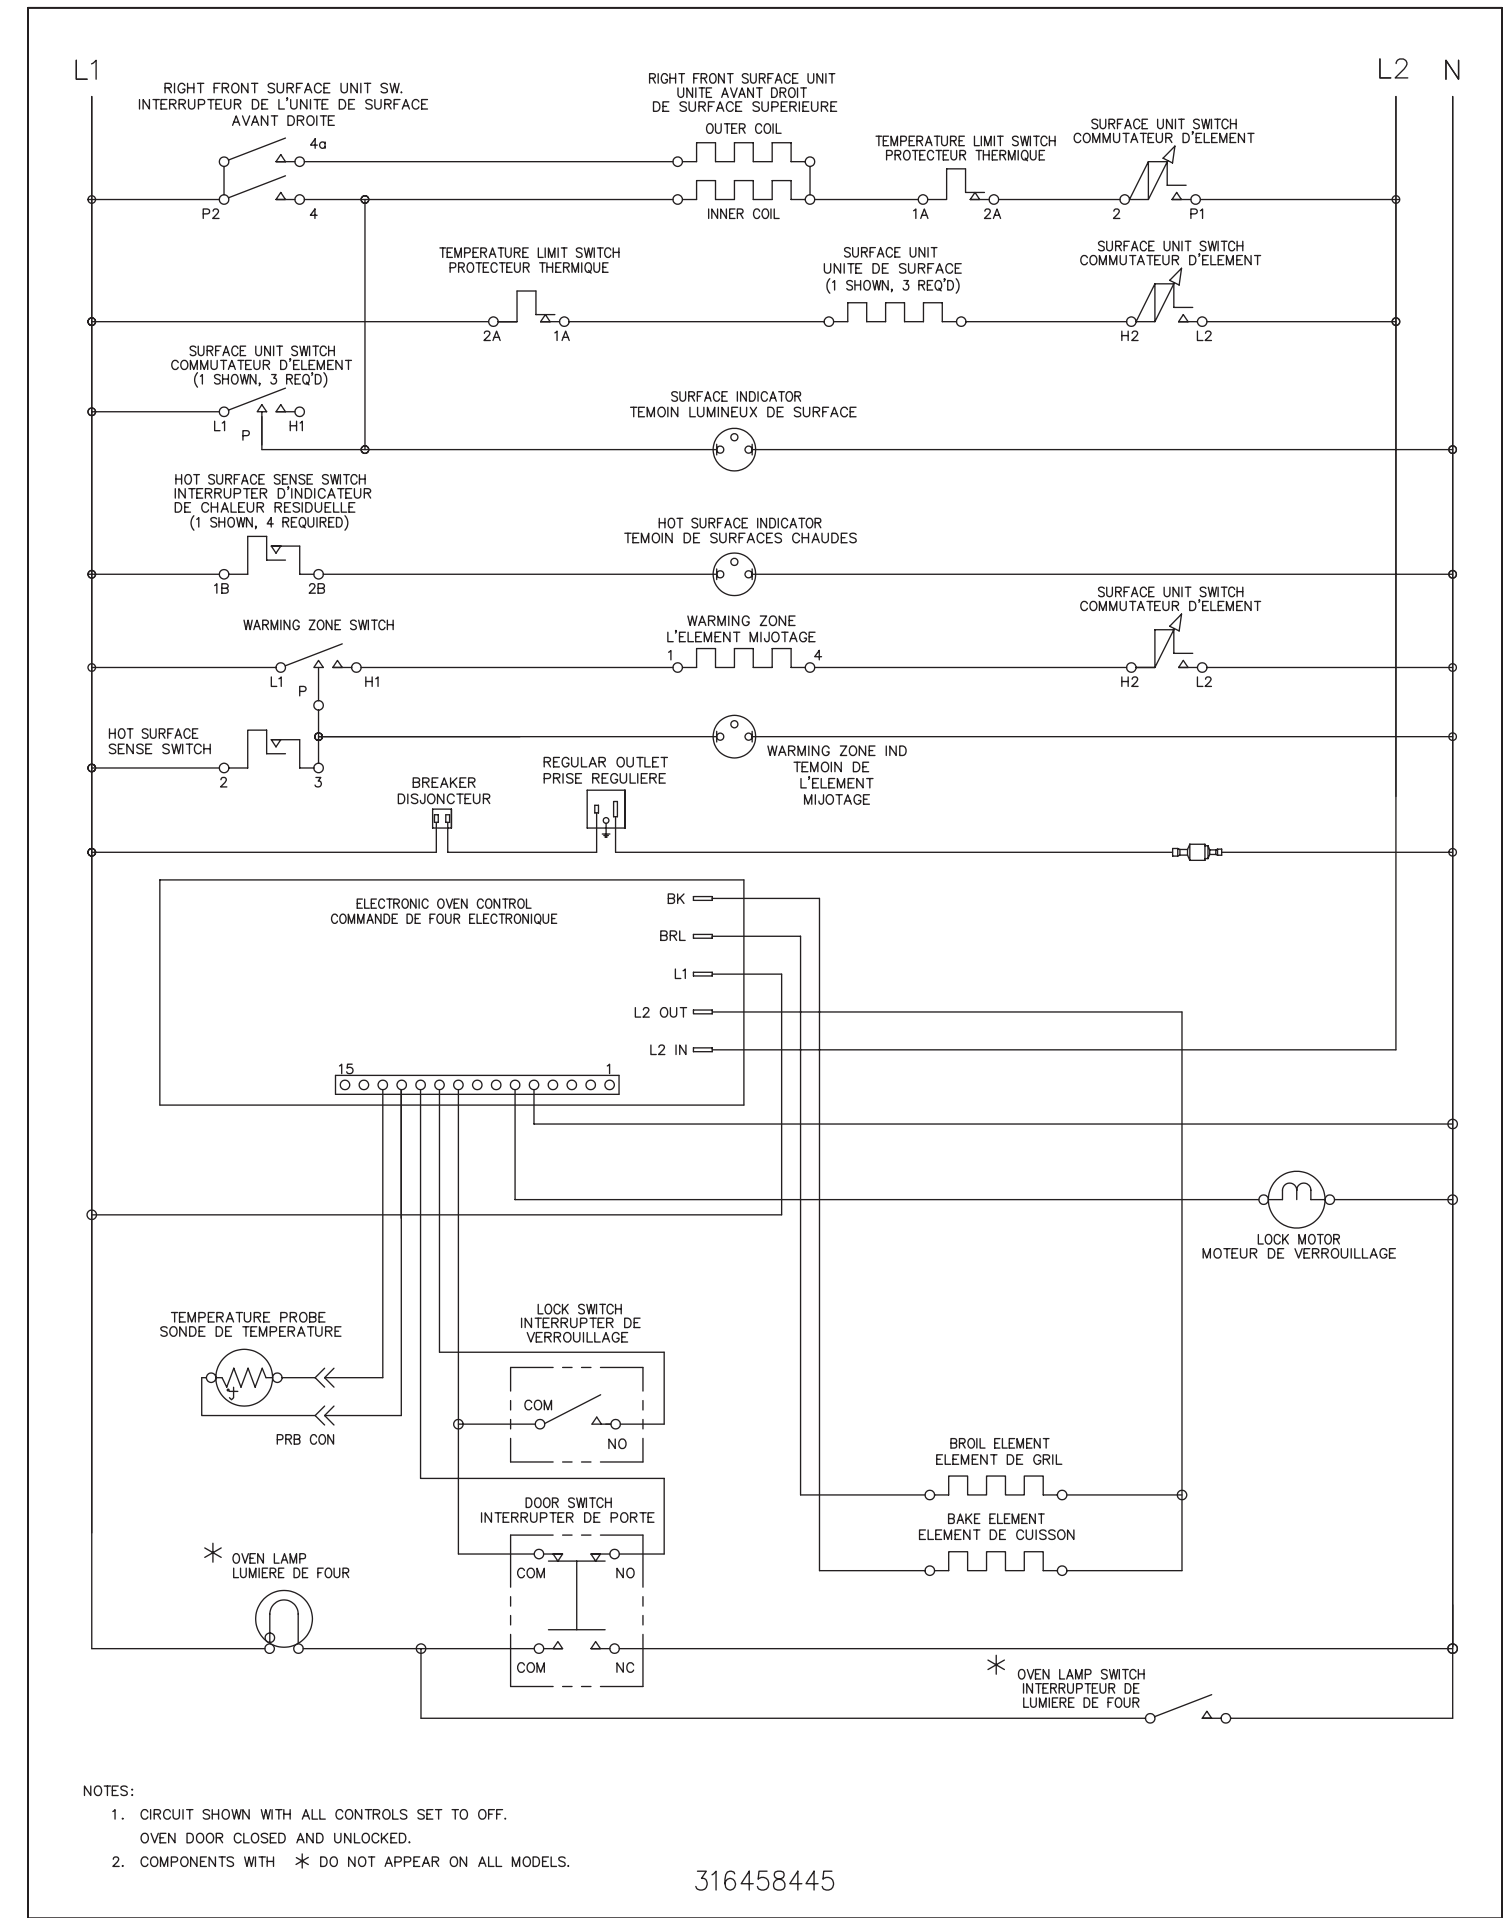 L1
L2 N
RIGHT FRONT SURFACE UNIT SW.
INTERRUPTEUR DE L'UNITE DE SURFACE
AVANT DROITE
RIGHT FRONT SURFACE UNIT
UNITE AVANT DROIT
DE SURFACE SUPERIEURE
OUTER COIL
TEMPERATURE LIMIT SWITCH
PROTECTEUR THERMIQUE
SURFACE UNIT SWITCH
COMMUTATEUR D'ELEMENT
4a
P2
4
INNER COIL
1A
2A
2
P1
TEMPERATURE LIMIT SWITCH
PROTECTEUR THERMIQUE
SURFACE UNIT
UNITE DE SURFACE
(1 SHOWN, 3 REQ'D)
SURFACE UNIT SWITCH
COMMUTATEUR D'ELEMENT
2A
1A
H2
L2
SURFACE UNIT SWITCH
COMMUTATEUR D'ELEMENT
(1 SHOWN, 3 REQ'D)
L1
P
H1
SURFACE INDICATOR
TEMOIN LUMINEUX DE SURFACE
HOT SURFACE SENSE SWITCH
INTERRUPTER D'INDICATEUR
DE CHALEUR RESIDUELLE
(1 SHOWN, 4 REQUIRED)
1B
2B
HOT SURFACE INDICATOR
TEMOIN DE SURFACES CHAUDES
WARMING ZONE SWITCH
L1
P
H1
WARMING ZONE
L'ELEMENT MIJOTAGE
1
4
SURFACE UNIT SWITCH
COMMUTATEUR D'ELEMENT
H2
L2
HOT SURFACE
SENSE SWITCH
2
3
WARMING ZONE IND
TEMOIN DE
L'ELEMENT
MIJOTAGE
BREAKER
DISJONCTEUR
REGULAR OUTLET
PRISE REGULIERE
ELECTRONIC OVEN CONTROL
COMMANDE DE FOUR ELECTRONIQUE
BK
BRL
L1
L2 OUT
L2 IN
15
1
LOCK MOTOR
MOTEUR DE VERROUILLAGE
TEMPERATURE PROBE
SONDE DE TEMPERATURE
PRB CON
LOCK SWITCH
INTERRUPTER DE
VERROUILLAGE
COM
NO
BROIL ELEMENT
ELEMENT DE GRIL
BAKE ELEMENT
ELEMENT DE CUISSON
DOOR SWITCH
INTERRUPTER DE PORTE
COM
NO
COM
NC
* OVEN LAMP
LUMIERE DE FOUR
* OVEN LAMP SWITCH
INTERRUPTEUR DE
LUMIERE DE FOUR
NOTES:
1. CIRCUIT SHOWN WITH ALL CONTROLS SET TO OFF.
OVEN DOOR CLOSED AND UNLOCKED.
2. COMPONENTS WITH * DO NOT APPEAR ON ALL MODELS.
316458445